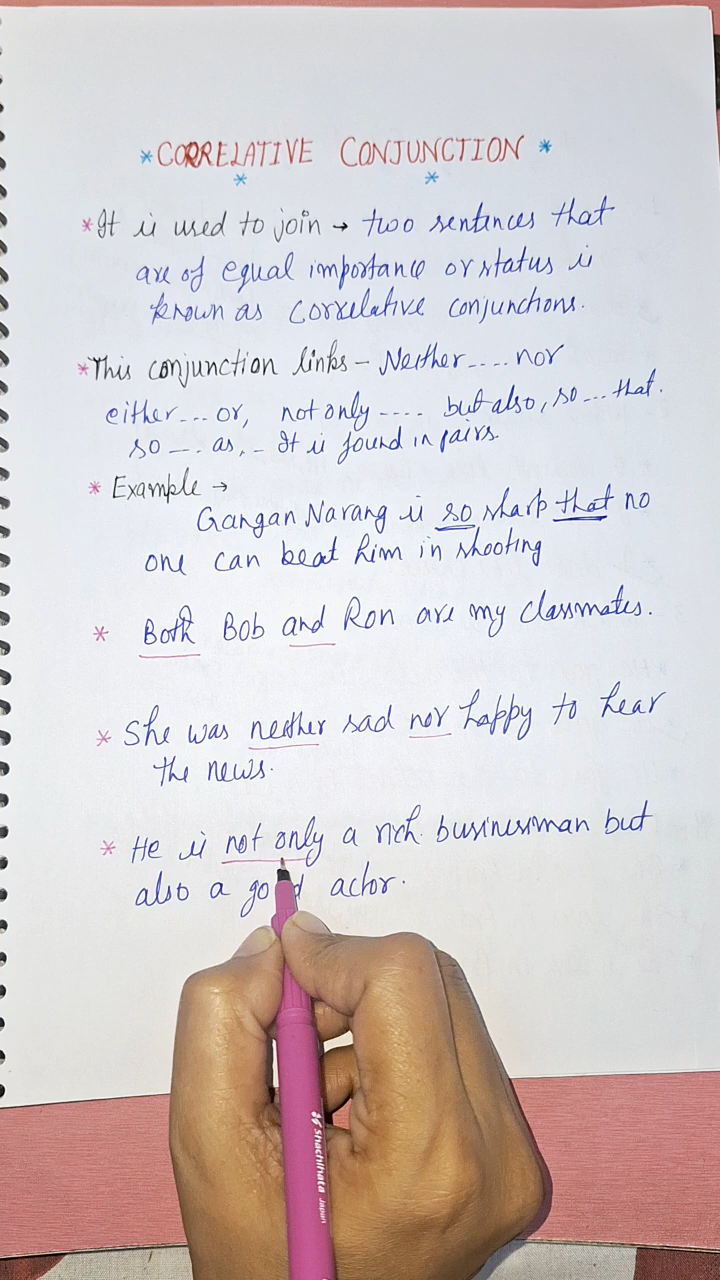 * CORRELATIVE CONJUNCTION *
* *
* It is used to join → two sentences that
are of equal importance or status is
known as correlative conjunctions.
* This conjunction links - Neither .... nor
either ... or, not only .... but also, so ... that.
so -. as, - It is found in pairs.
* Example →
Gangan Narang is so sharp that no
one can beat him in shooting
* Both Bob and Ron are my classmates.
* She was neither sad nor happy to hear
the news.
* He is not only a rich businessman but
also a good actor.
Shachihata Japan